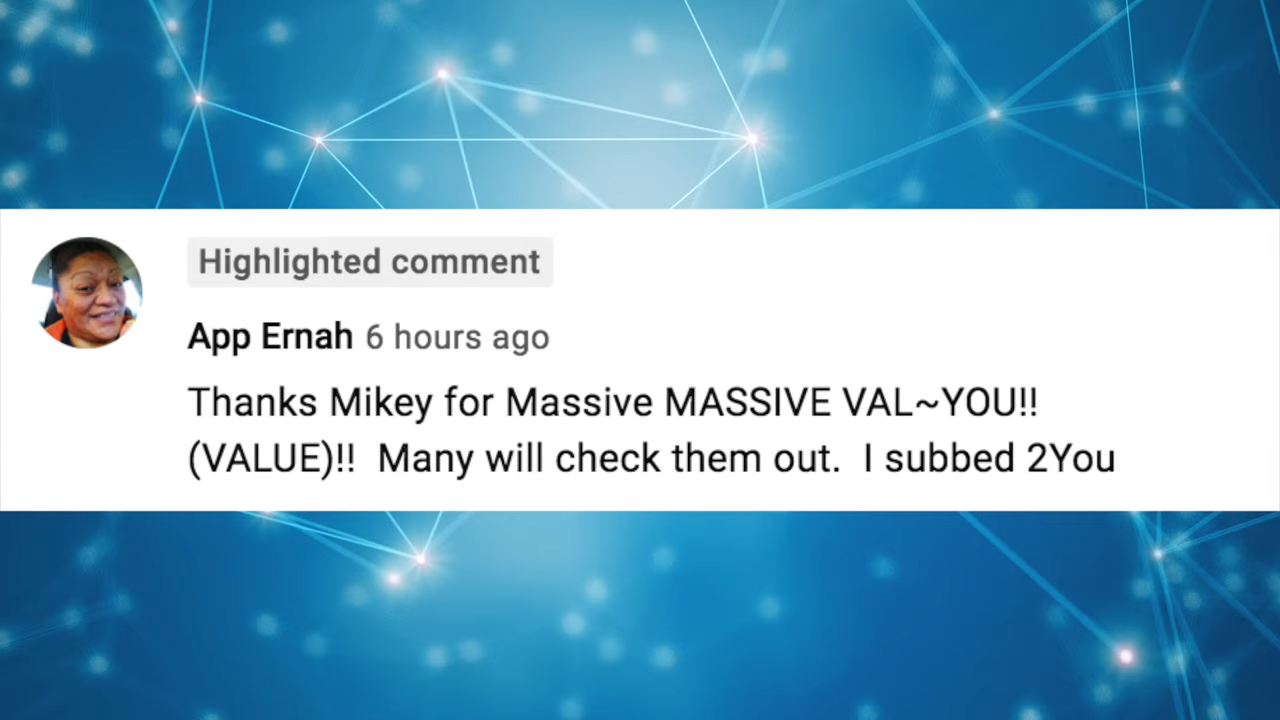 Highlighted comment
App Ernah 6 hours ago
Thanks Mikey for Massive MASSIVE VAL~YOU!!
(VALUE)!!  Many will check them out.  I subbed 2You